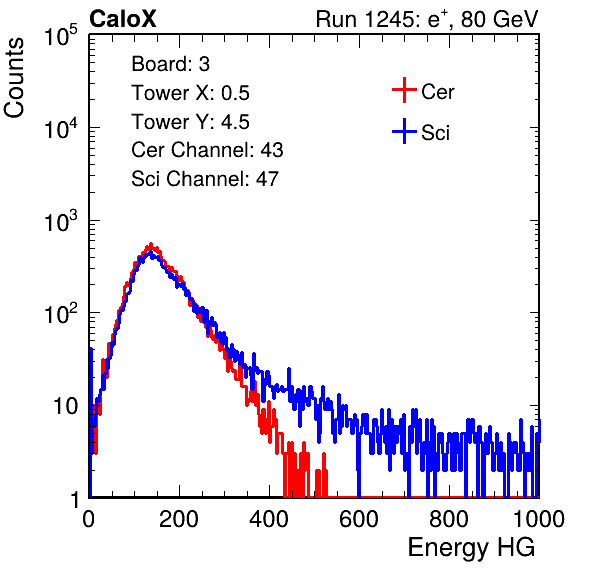 CaloX Run 1245: e⁺, 80 GeV
Counts
10⁵
10⁴
10³
10²
10
1
Board: 3
Tower X: 0.5
Tower Y: 4.5
Cer Channel: 43
Sci Channel: 47
Cer
Sci
0 200 400 600 800 1000
Energy HG